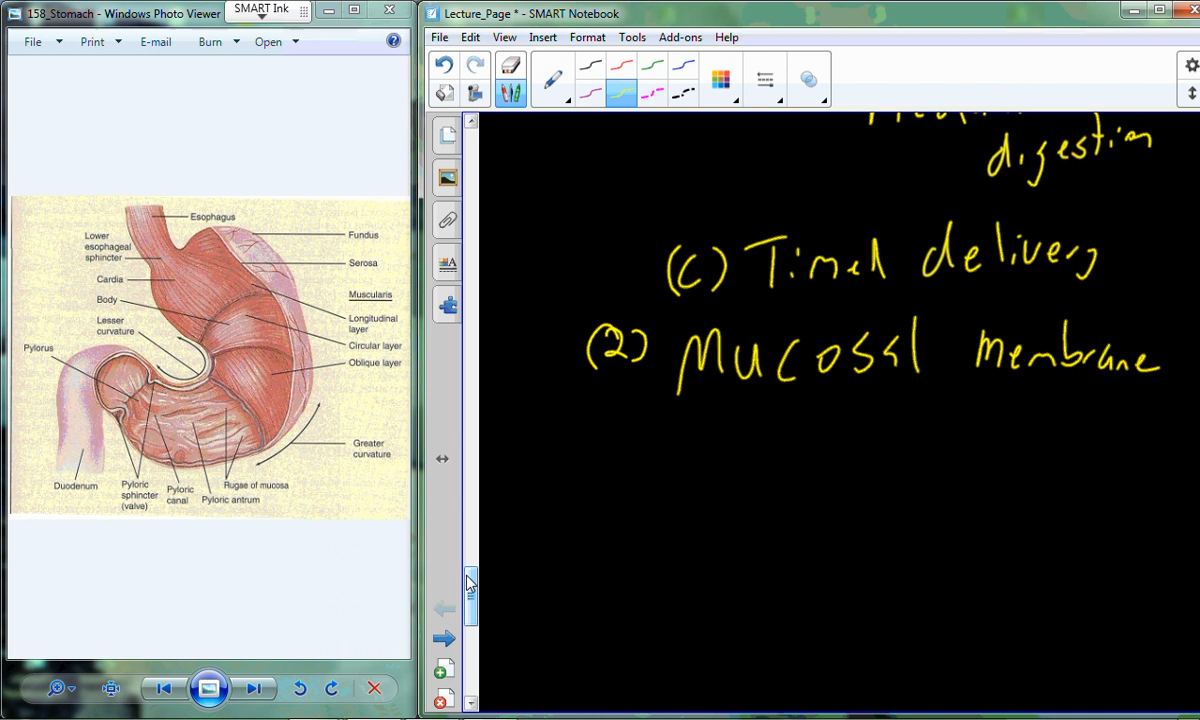 158_Stomach - Windows Photo Viewer
SMART Ink
File Print E-mail Burn Open
Esophagus
Lower
esophageal
sphincter
Fundus
Serosa
Cardia
Muscularis
Body
Lesser
curvature
Longitudinal
layer
Circular layer
Pylorus
Oblique layer
Greater
curvature
Duodenum
Pyloric
sphincter
(valve)
Pyloric
canal
Rugae of mucosa
Pyloric antrum
Lecture_Page * - SMART Notebook
File Edit View Insert Format Tools Add-ons Help
digestion
(c) Timed delivery
(2) Mucosal membrane